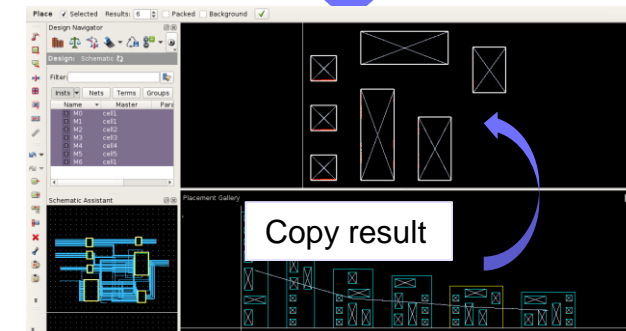 Place Selected Results: 6 Packed Background
Design Navigator
Design: Schematic
Filter:
Insts Nets Terms Groups
Name Master Para
M0 cell1
M1 cell1
M2 cell2
M3 cell3
M4 cell4
M5 cell5
M6 cell1
Schematic Assistant
Placement Gallery
Copy result